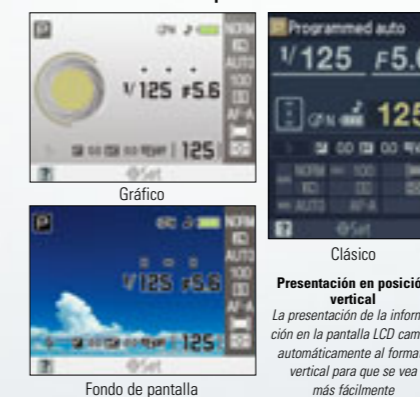 P
NORM
AUTO
100
1/125 F5.6
AF-A
125
? Set
Gráfico
P
NORM
AUTO
100
1/125 F5.6
AF-A
125
? Set
Fondo de pantalla
P Programmed auto
1/125 F5.6
125
100
AUTO AF-A
? Set
Clásico
Presentación en posició
vertical
La presentación de la inform
ción en la pantalla LCD cam
automáticamente al format
vertical para que se vea
más fácilmente